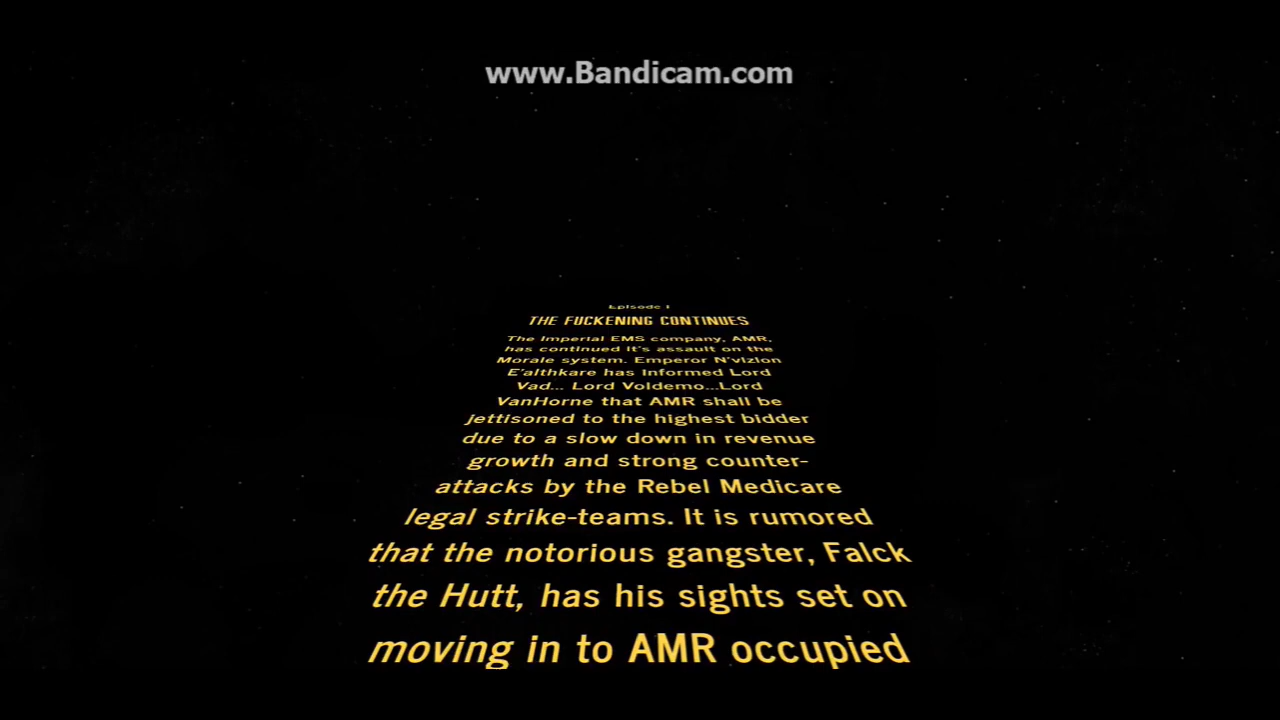 www.Bandicam.com
Episode I
THE FUCKENING CONTINUES
The Imperial EMS company, AMR,
has continued it's assault on the
Morale system. Emperor N'vizion
E'althkare has informed Lord
Vad... Lord Voldemo...Lord
VanHorne that AMR shall be
jettisoned to the highest bidder
due to a slow down in revenue
growth and strong counter-
attacks by the Rebel Medicare
legal strike-teams. It is rumored
that the notorious gangster, Falck
the Hutt, has his sights set on
moving in to AMR occupied